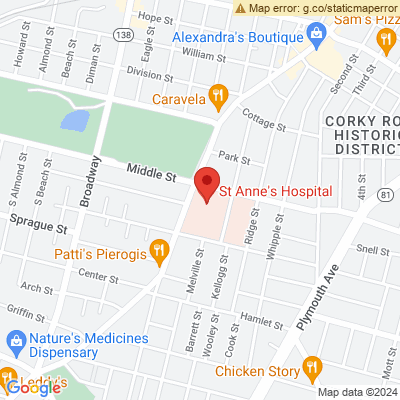 Map error: g.co/staticmaperror
Hope St
Sam's Pizz
Howard St
Almond St
Beach St
Diman St
Eagle St
138
William St
Alexandra's Boutique
Division St
Second St
Third St
Caravela
Cottage St
CORKY RO
HISTORIC
DISTRIC
Park St
Middle St
Broadway
S Almond St
S Beach St
St Anne's Hospital
4th St
81
Sprague St
Ridge St
Whipple St
Snell St
Patti's Pierogis
Center St
Melville St
Kellogg St
Plymouth Ave
Arch St
Griffin St
Hamlet St
Nature's Medicines
Dispensary
Barrett St
Wooley St
Cook St
Mott St
Leddy's
Chicken Story
Google
Map data ©2024